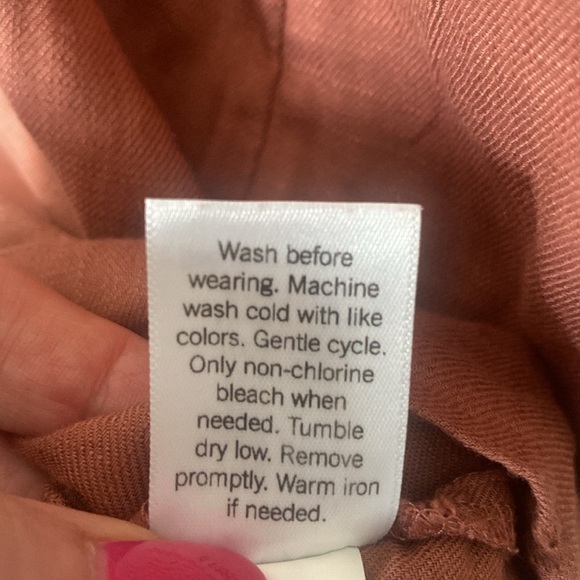 Wash before
wearing. Machine
wash cold with like
colors. Gentle cycle.
Only non-chlorine
bleach when
needed. Tumble
dry low. Remove
promptly. Warm iron
if needed.